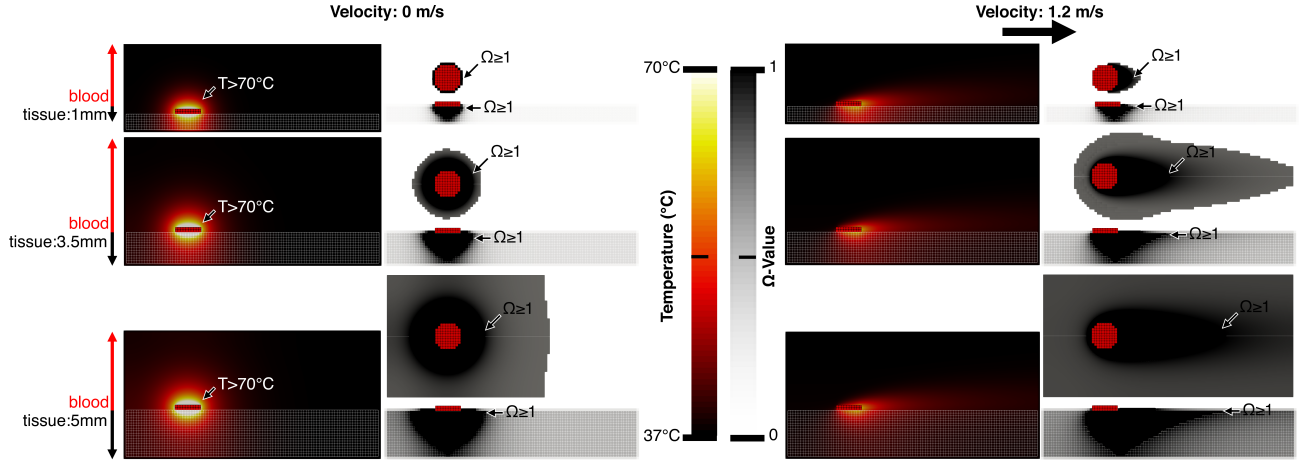 Velocity: 0 m/s
Velocity: 1.2 m/s
blood
tissue:1mm
T>70°C
Ω≥1
Ω≥1
70°C
1
Ω≥1
Ω≥1
blood
tissue:3.5mm
T>70°C
Ω≥1
Ω≥1
Temperature (°C)
Ω-Value
Ω≥1
Ω≥1
blood
tissue:5mm
T>70°C
Ω≥1
Ω≥1
37°C
0
Ω≥1
Ω≥1